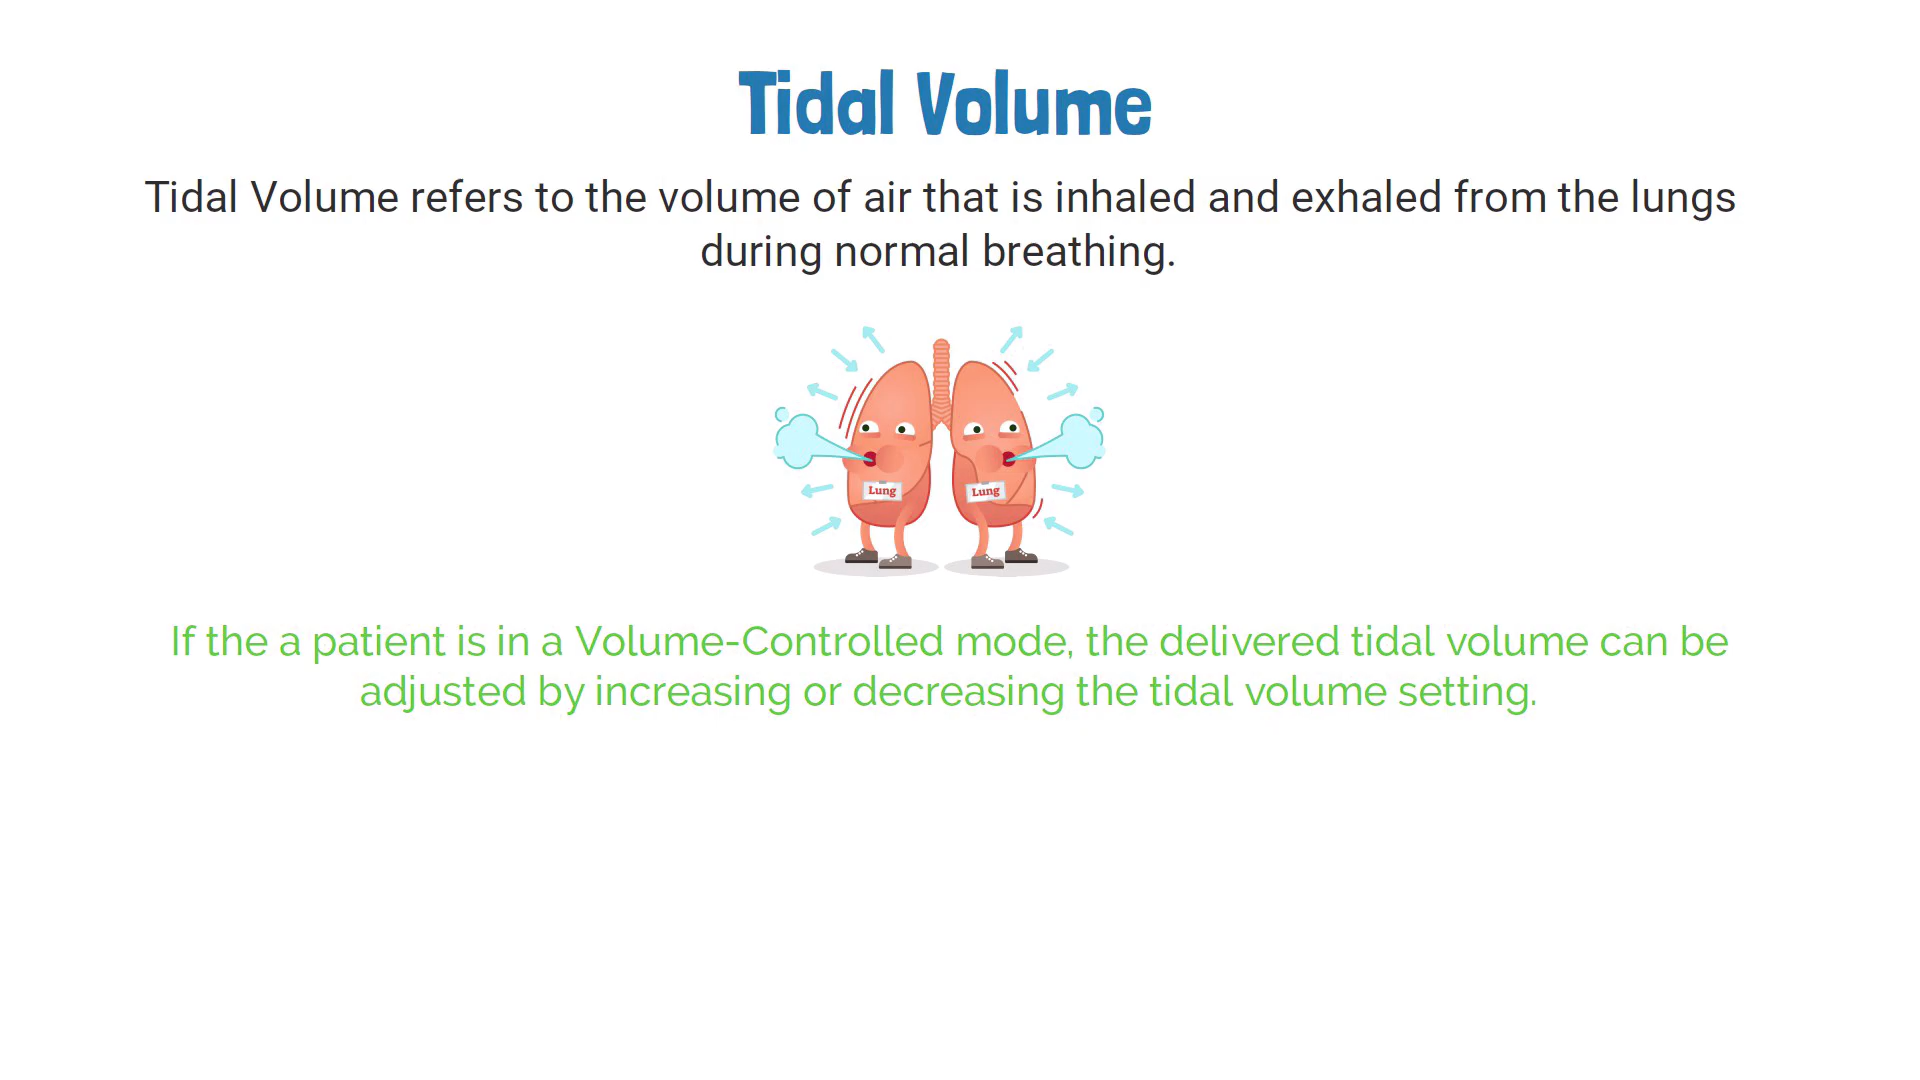 Tidal Volume
Tidal Volume refers to the volume of air that is inhaled and exhaled from the lungs
during normal breathing.
Lung
Lung
If the a patient is in a Volume-Controlled mode, the delivered tidal volume can be
adjusted by increasing or decreasing the tidal volume setting.